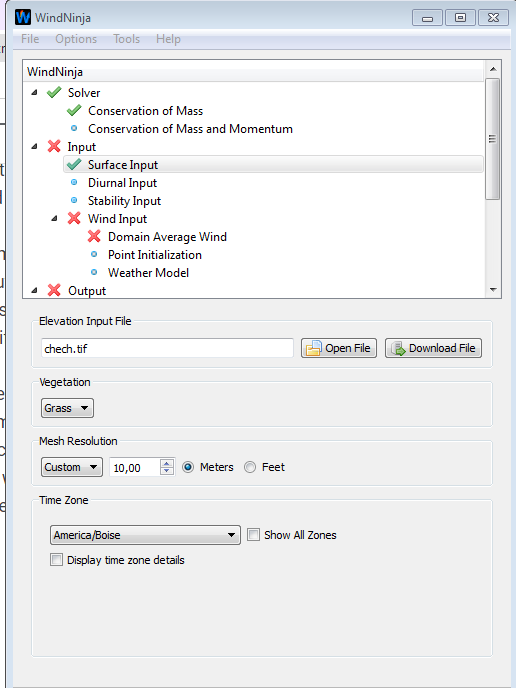 WindNinja
File Options Tools Help
WindNinja
Solver
Conservation of Mass
Conservation of Mass and Momentum
Input
Surface Input
Diurnal Input
Stability Input
Wind Input
Domain Average Wind
Point Initialization
Weather Model
Output
Elevation Input File
chech.tif Open File Download File
Vegetation
Grass
Mesh Resolution
Custom 10,00 Meters Feet
Time Zone
America/Boise Show All Zones
Display time zone details